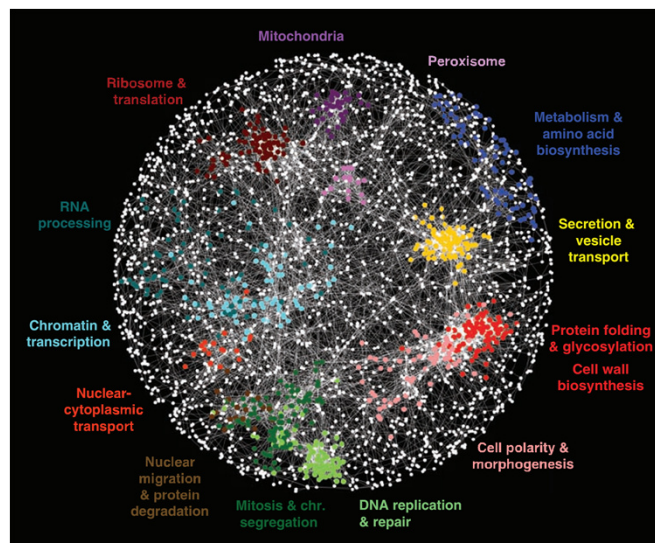 Mitochondria
Peroxisome
Ribosome &
translation
Metabolism &
amino acid
biosynthesis
RNA
processing
Secretion &
vesicle
transport
Chromatin &
transcription
Protein folding
& glycosylation
Cell wall
biosynthesis
Nuclear-
cytoplasmic
transport
Cell polarity &
morphogenesis
Nuclear
migration
& protein
degradation
Mitosis & chr.
segregation
DNA replication
& repair